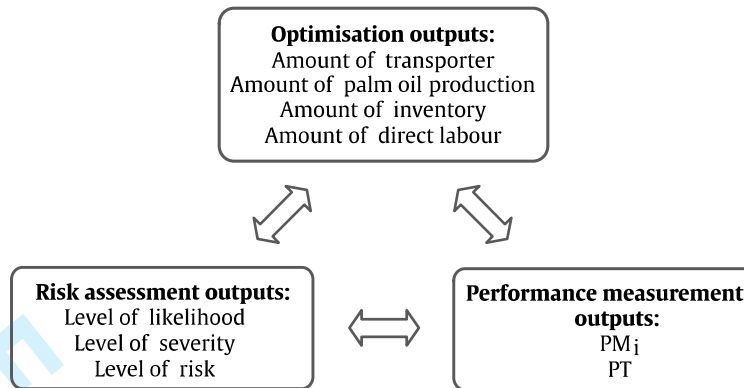 Optimisation outputs:
Amount of transporter
Amount of palm oil production
Amount of inventory
Amount of direct labour
Risk assessment outputs:
Level of likelihood
Level of severity
Level of risk
Performance measurement
outputs:
PMi
PT